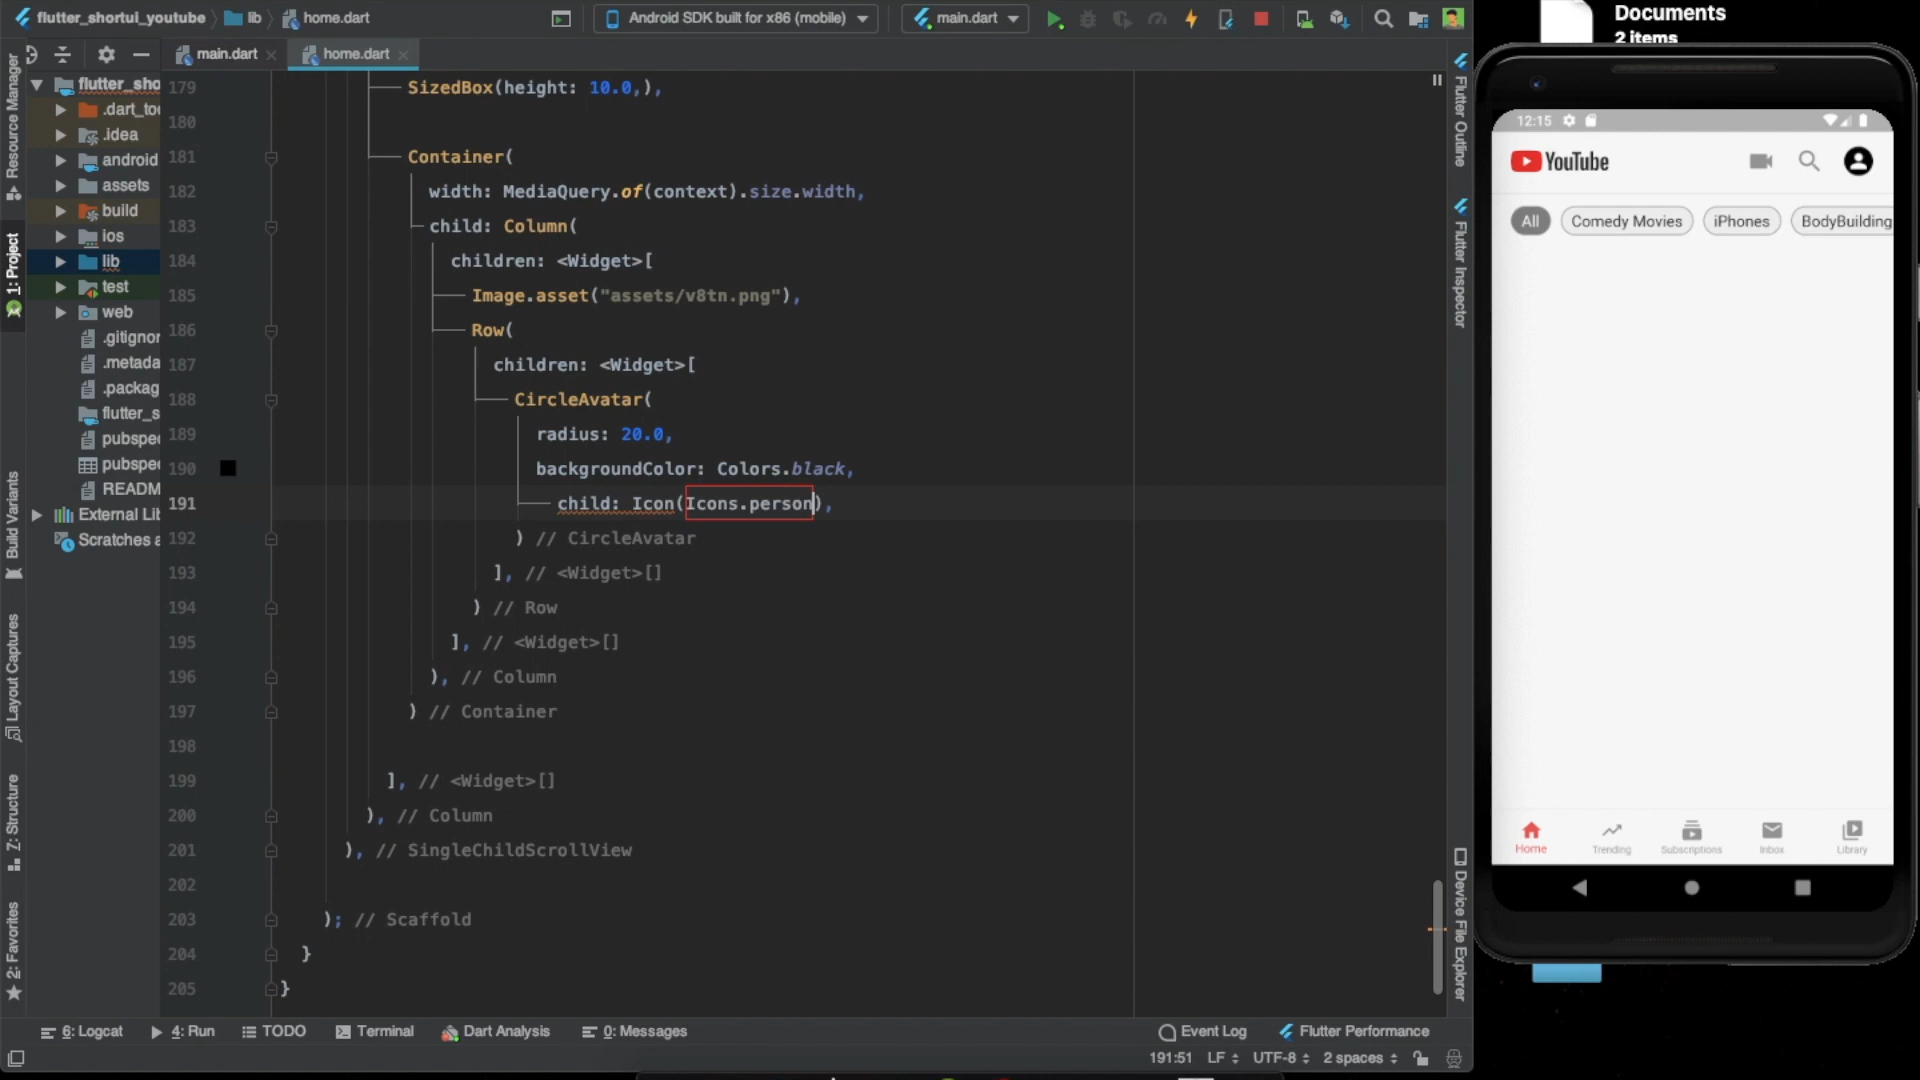 flutter_shortui_youtube
lib
home.dart
Android SDK built for x86 (mobile)
main.dart
main.dart
home.dart
Documents
2 items
Resource Manager
1: Project
Build Variants
Layout Captures
Z: Structure
2: Favorites
flutter_sho
.dart_too
.idea
android
assets
build
ios
lib
test
web
.gitignor
.metada
.packag
flutter_s
pubspe
pubspe
READM
External Lib
Scratches a
179 SizedBox(height: 10.0,),
180
181 Container(
182 width: MediaQuery.of(context).size.width,
183 child: Column(
184 children: <Widget>[
185 Image.asset("assets/v8tn.png"),
186 Row(
187 children: <Widget>[
188 CircleAvatar(
189 radius: 20.0,
190 backgroundColor: Colors.black,
191 child: Icon(Icons.person),
192 ) // CircleAvatar
193 ], // <Widget>[]
194 ) // Row
195 ], // <Widget>[]
196 ), // Column
197 ) // Container
198
199 ], // <Widget>[]
200 ), // Column
201 ), // SingleChildScrollView
202
203 ); // Scaffold
204 }
205 }
Flutter Outline
Flutter Inspector
Device File Explorer
12:15
YouTube
All
Comedy Movies
iPhones
BodyBuilding
Home
Trending
Subscriptions
Inbox
Library
6: Logcat
4: Run
TODO
Terminal
Dart Analysis
0: Messages
Event Log
Flutter Performance
191:51
LF
UTF-8
2 spaces